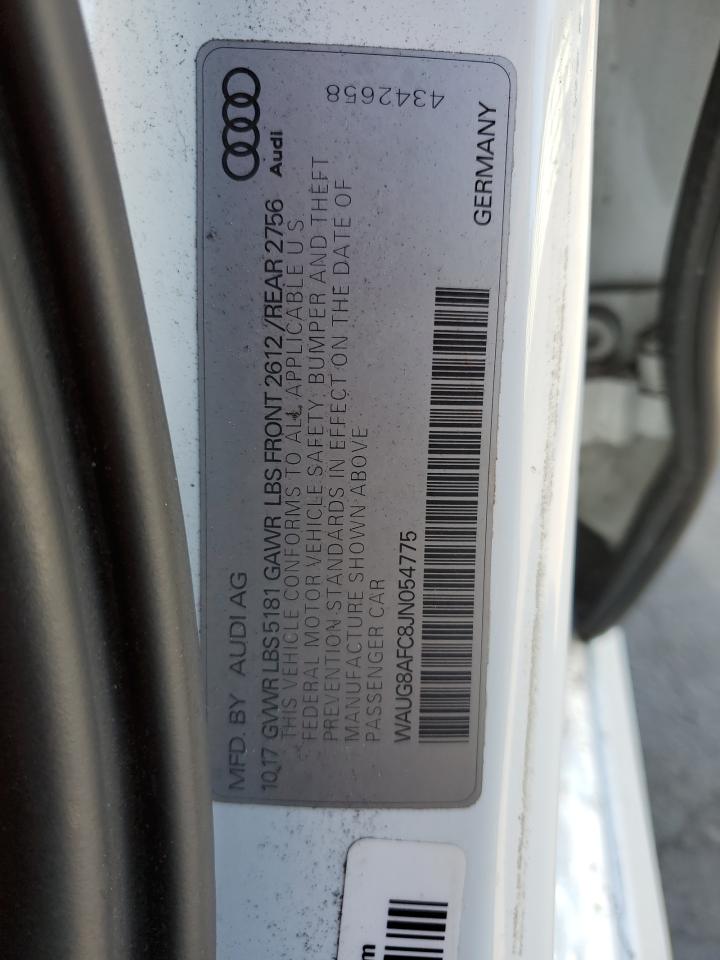 MFD. BY AUDI AG
10.17 GVWR LBS 5181 GAWR LBS FRONT 2612 /REAR 2756
THIS VEHICLE CONFORMS TO ALL APPLICABLE U.S.
FEDERAL MOTOR VEHICLE SAFETY, BUMPER AND THEFT
PREVENTION STANDARDS IN EFFECT ON THE DATE OF
MANUFACTURE SHOWN ABOVE
PASSENGER CAR
WAUG8AFC8JN054775
Audi
4342658
GERMANY